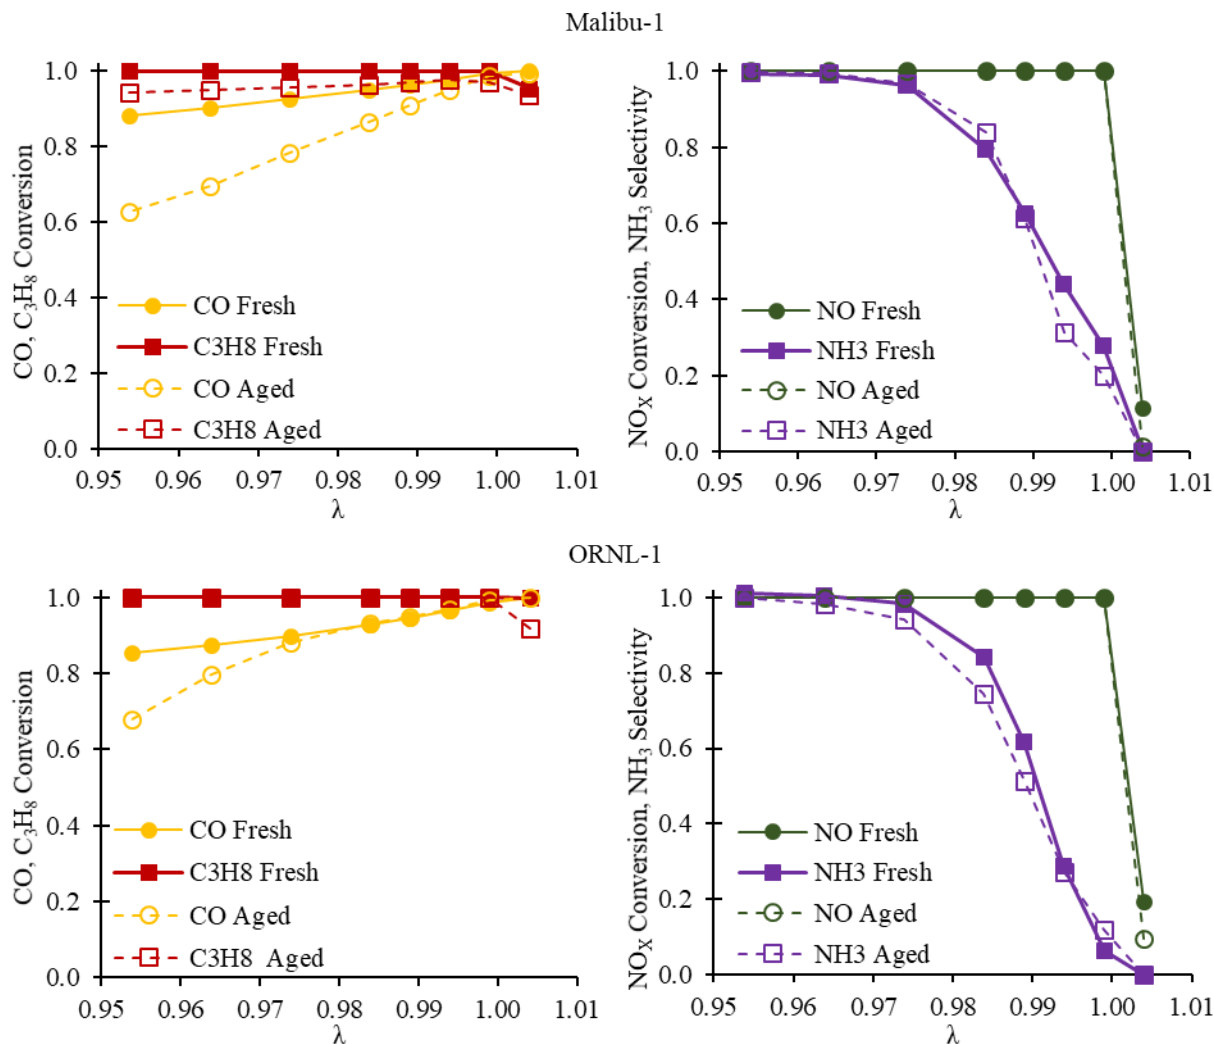 Malibu-1
CO, C3H8 Conversion
1.0
0.8
0.6
0.4
0.2
0.0
CO Fresh
C3H8 Fresh
CO Aged
C3H8 Aged
0.95 0.96 0.97 0.98 0.99 1.00 1.01
λ
NOX Conversion, NH3 Selectivity
1.0
0.8
0.6
0.4
0.2
0.0
NO Fresh
NH3 Fresh
NO Aged
NH3 Aged
0.95 0.96 0.97 0.98 0.99 1.00 1.01
λ
ORNL-1
CO, C3H8 Conversion
1.0
0.8
0.6
0.4
0.2
0.0
CO Fresh
C3H8 Fresh
CO Aged
C3H8 Aged
0.95 0.96 0.97 0.98 0.99 1.00 1.01
λ
NOX Conversion, NH3 Selectivity
1.0
0.8
0.6
0.4
0.2
0.0
NO Fresh
NH3 Fresh
NO Aged
NH3 Aged
0.95 0.96 0.97 0.98 0.99 1.00 1.01
λ